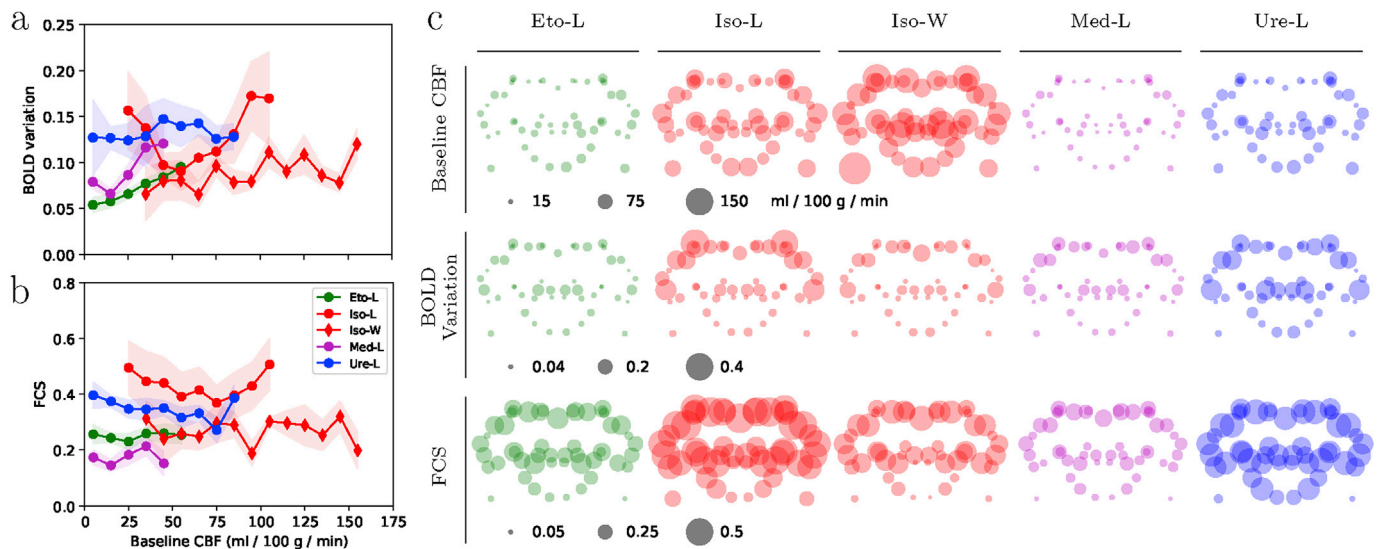 a
0.25
0.20
0.15
0.10
0.05
0.00
BOLD variation
b
0.8
0.6
0.4
0.2
0.0
FCS
Eto-L
Iso-L
Iso-W
Med-L
Ure-L
0 25 50 75 100 125 150 175
Baseline CBF (ml / 100 g / min)
c
Eto-L Iso-L Iso-W Med-L Ure-L
Baseline CBF
15 75 150 ml / 100 g / min
BOLD
Variation
0.04 0.2 0.4
FCS
0.05 0.25 0.5